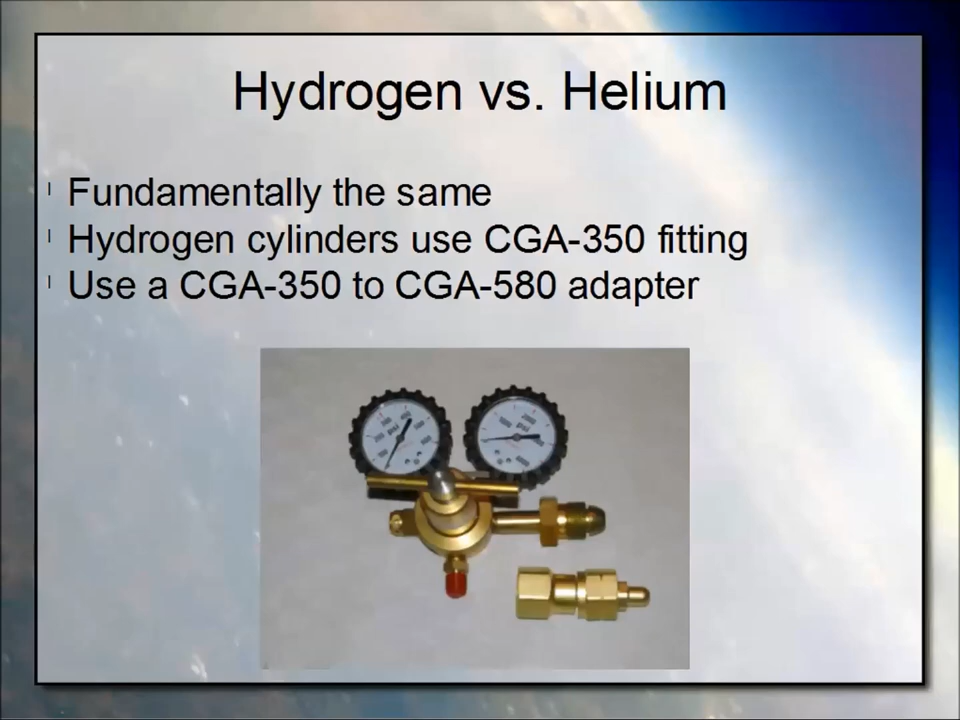 Hydrogen vs. Helium
Fundamentally the same
Hydrogen cylinders use CGA-350 fitting
Use a CGA-350 to CGA-580 adapter